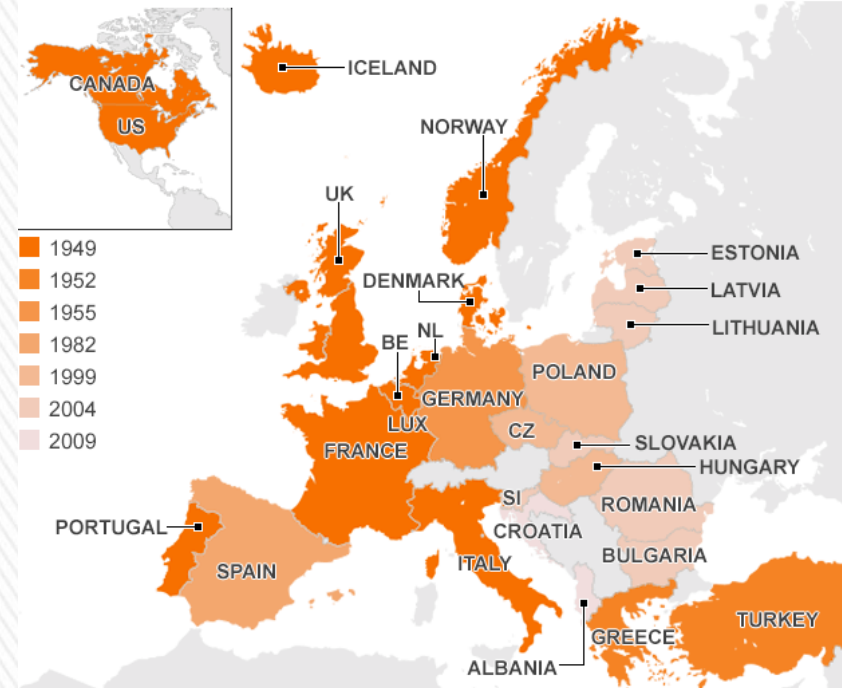 CANADA
US
ICELAND
NORWAY
UK
1949
1952
1955
1982
1999
2004
2009
ESTONIA
DENMARK
LATVIA
LITHUANIA
BE
NL
POLAND
GERMANY
LUX
CZ
FRANCE
SLOVAKIA
HUNGARY
SI
ROMANIA
PORTUGAL
CROATIA
BULGARIA
SPAIN
ITALY
TURKEY
GREECE
ALBANIA